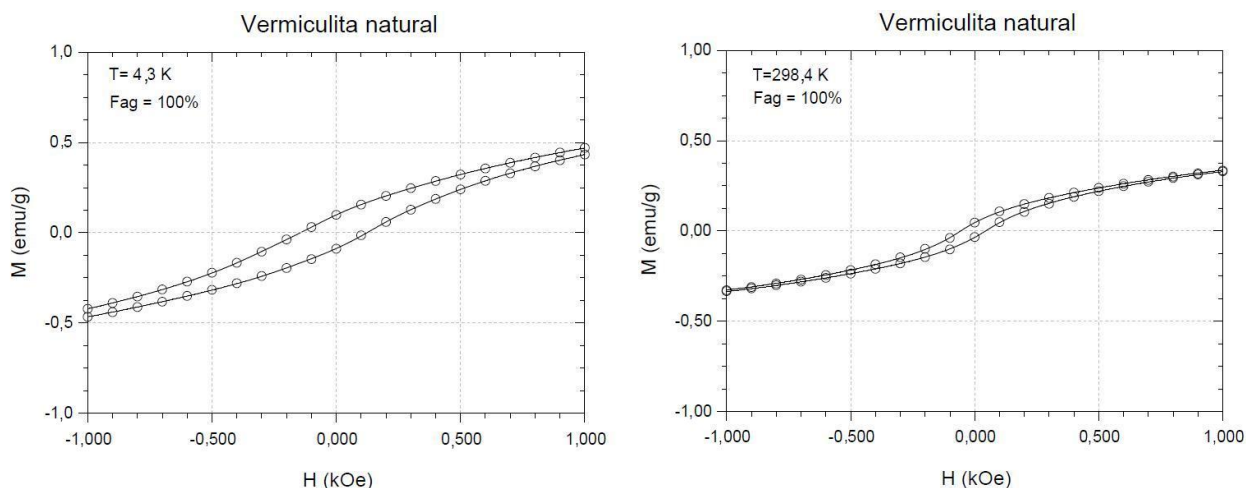 Vermiculita natural
T= 4,3 K
Fag = 100%
1,0
0,5
0,0
-0,5
-1,0
M (emu/g)
-1,000 -0,500 0,000 0,500 1,000
H (kOe)
Vermiculita natural
T=298,4 K
Fag = 100%
1,00
0,50
0,00
-0,50
-1,00
M (emu/g)
-1,000 -0,500 0,000 0,500 1,000
H (kOe)